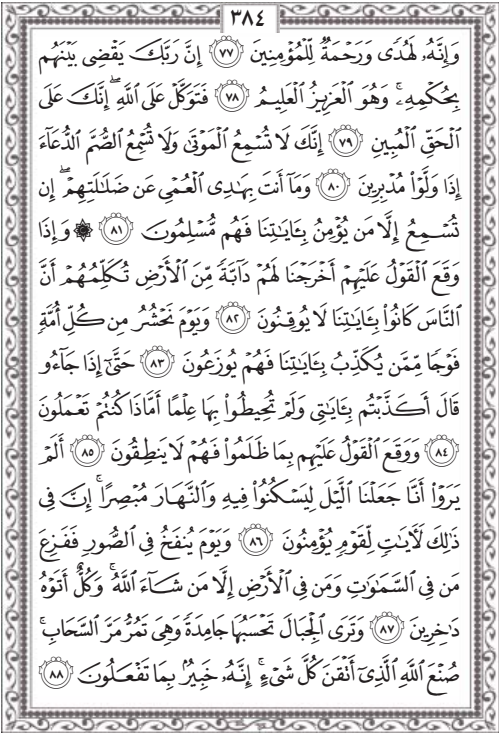 ٣٨٤
وَإِنَّهُۥ لَهُدٗى وَرَحۡمَةٞ لِّلۡمُؤۡمِنِينَ ٧٧ إِنَّ رَبَّكَ يَقۡضِي بَيۡنَهُم
بِحُكۡمِهِۦۚ وَهُوَ ٱلۡعَزِيزُ ٱلۡعَلِيمُ ٧٨ فَتَوَكَّلۡ عَلَى ٱللَّهِۖ إِنَّكَ عَلَى
ٱلۡحَقِّ ٱلۡمُبِينِ ٧٩ إِنَّكَ لَا تُسۡمِعُ ٱلۡمَوۡتَىٰ وَلَا تُسۡمِعُ ٱلصُّمَّ ٱلدُّعَآءَ
إِذَا وَلَّوۡاْ مُدۡبِرِينَ ٨٠ وَمَآ أَنتَ بِهَٰدِي ٱلۡعُمۡيِ عَن ضَلَٰلَتِهِمۡۖ إِن
تُسۡمِعُ إِلَّا مَن يُؤۡمِنُ بِـَٔايَٰتِنَا فَهُم مُّسۡلِمُونَ ٨١ ۞ وَإِذَا
وَقَعَ ٱلۡقَوۡلُ عَلَيۡهِمۡ أَخۡرَجۡنَا لَهُمۡ دَآبَّةٗ مِّنَ ٱلۡأَرۡضِ تُكَلِّمُهُمۡ أَنَّ
ٱلنَّاسَ كَانُواْ بِـَٔايَٰتِنَا لَا يُوقِنُونَ ٨٢ وَيَوۡمَ نَحۡشُرُ مِن كُلِّ أُمَّةٖ
فَوۡجٗا مِّمَّن يُكَذِّبُ بِـَٔايَٰتِنَا فَهُمۡ يُوزَعُونَ ٨٣ حَتَّىٰٓ إِذَا جَآءُو
قَالَ أَكَذَّبۡتُم بِـَٔايَٰتِي وَلَمۡ تُحِيطُواْ بِهَا عِلۡمًا أَمَّاذَا كُنتُمۡ تَعۡمَلُونَ
٨٤ وَوَقَعَ ٱلۡقَوۡلُ عَلَيۡهِم بِمَا ظَلَمُواْ فَهُمۡ لَا يَنطِقُونَ ٨٥ أَلَمۡ
يَرَوۡاْ أَنَّا جَعَلۡنَا ٱلَّيۡلَ لِيَسۡكُنُواْ فِيهِ وَٱلنَّهَارَ مُبۡصِرًاۚ إِنَّ فِي
ذَٰلِكَ لَأٓيَٰتٖ لِّقَوۡمٖ يُؤۡمِنُونَ ٨٦ وَيَوۡمَ يُنفَخُ فِي ٱلصُّورِ فَفَزِعَ
مَن فِي ٱلسَّمَٰوَٰتِ وَمَن فِي ٱلۡأَرۡضِ إِلَّا مَن شَآءَ ٱللَّهُۚ وَكُلٌّ أَتَوۡهُ
دَٰخِرِينَ ٨٧ وَتَرَى ٱلۡجِبَالَ تَحۡسَبُهَا جَامِدَةٗ وَهِيَ تَمُرُّ مَرَّ ٱلسَّحَابِۚ
صُنۡعَ ٱللَّهِ ٱلَّذِيٓ أَتۡقَنَ كُلَّ شَيۡءٍۚ إِنَّهُۥ خَبِيرُۢ بِمَا تَفۡعَلُونَ ٨٨